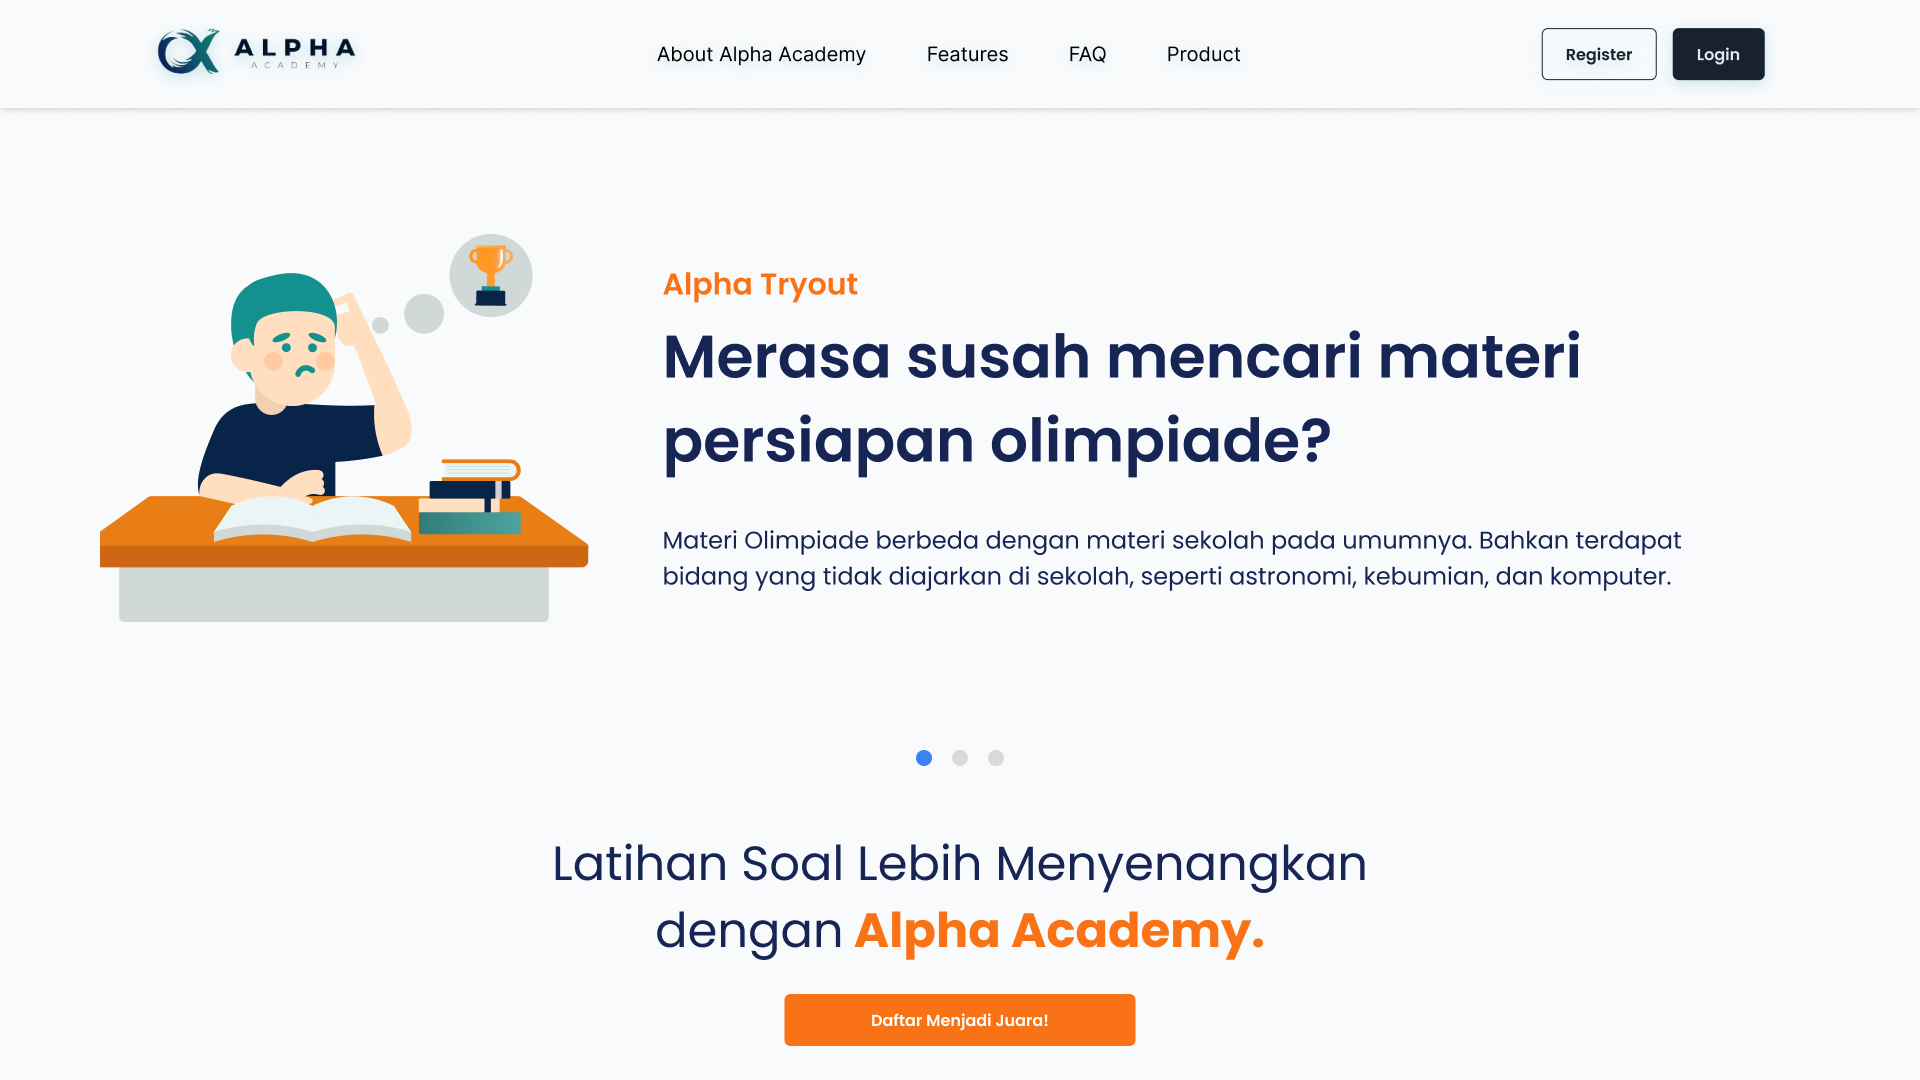 ALPHA
ACADEMY
About Alpha Academy
Features
FAQ
Product
Register
Login
Alpha Tryout
Merasa susah mencari materi
persiapan olimpiade?
Materi Olimpiade berbeda dengan materi sekolah pada umumnya. Bahkan terdapat
bidang yang tidak diajarkan di sekolah, seperti astronomi, kebumian, dan komputer.
Latihan Soal Lebih Menyenangkan
dengan Alpha Academy.
Daftar Menjadi Juara!